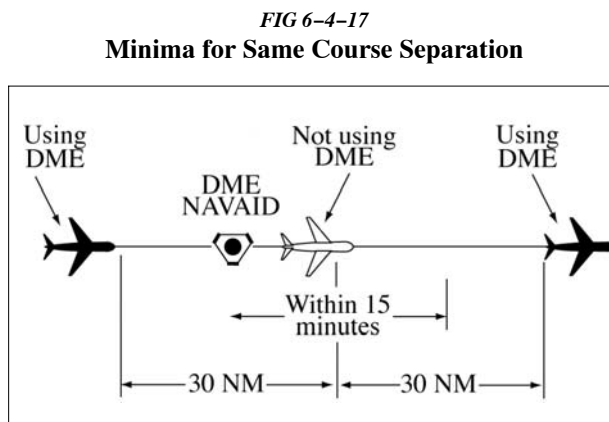 FIG 6–4–17
Minima for Same Course Separation
Using
DME
DME
NAVAID
Not using
DME
Using
DME
Within 15
minutes
30 NM
30 NM